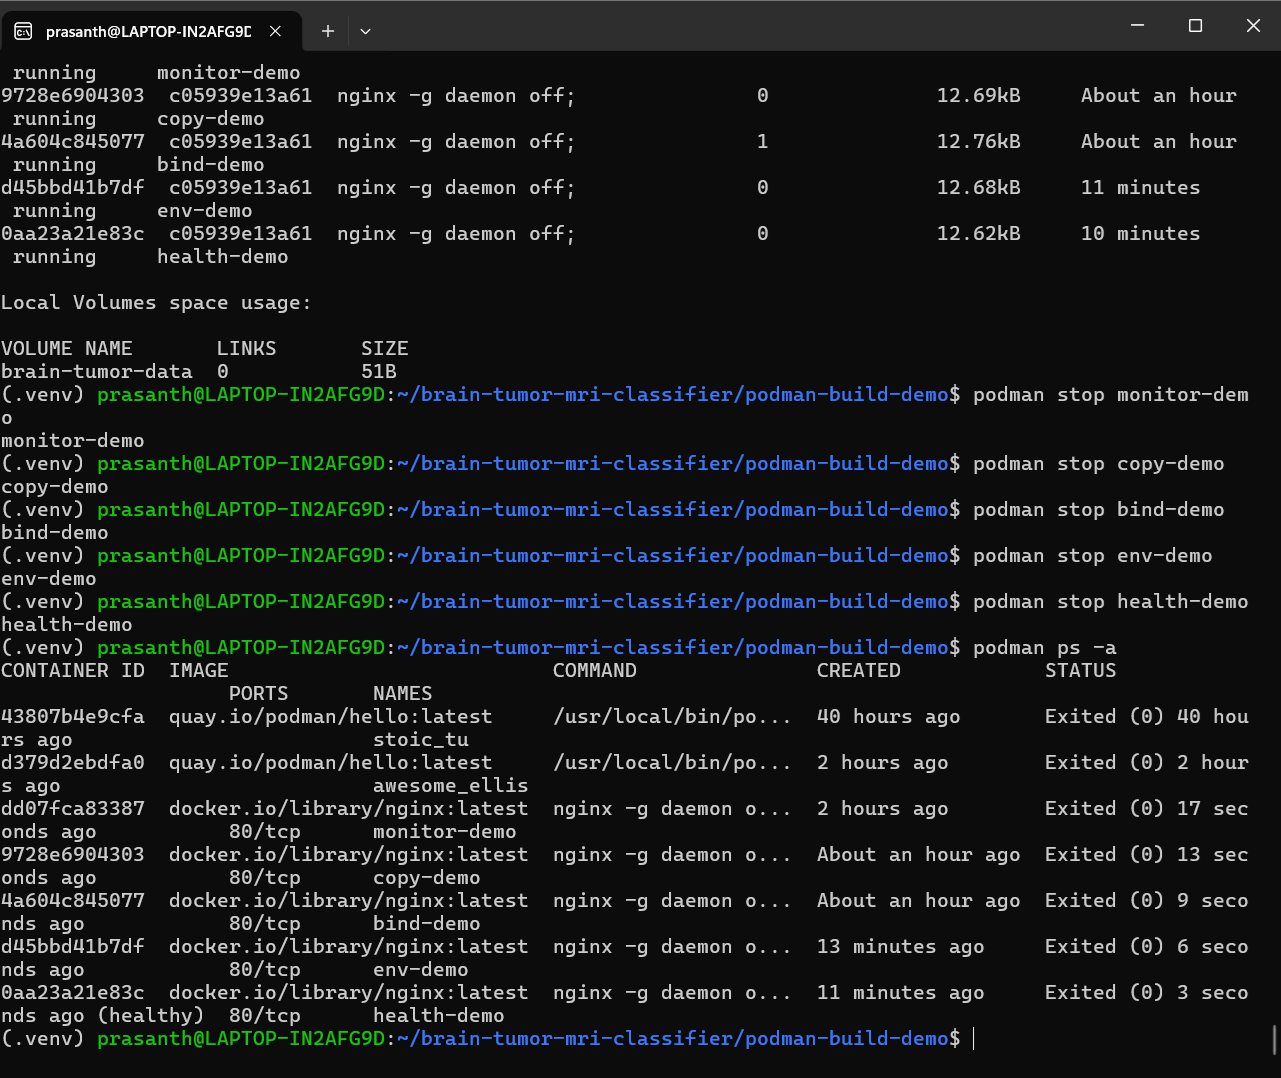 prasanth@LAPTOP-IN2AFG9D
running     monitor-demo
9728e6904303  c05939e13a61  nginx -g daemon off;               0              12.69kB     About an hour
running     copy-demo
4a604c845077  c05939e13a61  nginx -g daemon off;               1              12.76kB     About an hour
running     bind-demo
d45bbd41b7df  c05939e13a61  nginx -g daemon off;               0              12.68kB     11 minutes
running     env-demo
0aa23a21e83c  c05939e13a61  nginx -g daemon off;               0              12.62kB     10 minutes
running     health-demo
Local Volumes space usage:
VOLUME NAME       LINKS       SIZE
brain-tumor-data  0           51B
(.venv) prasanth@LAPTOP-IN2AFG9D:~/brain-tumor-mri-classifier/podman-build-demo$ podman stop monitor-dem
o
monitor-demo
(.venv) prasanth@LAPTOP-IN2AFG9D:~/brain-tumor-mri-classifier/podman-build-demo$ podman stop copy-demo
copy-demo
(.venv) prasanth@LAPTOP-IN2AFG9D:~/brain-tumor-mri-classifier/podman-build-demo$ podman stop bind-demo
bind-demo
(.venv) prasanth@LAPTOP-IN2AFG9D:~/brain-tumor-mri-classifier/podman-build-demo$ podman stop env-demo
env-demo
(.venv) prasanth@LAPTOP-IN2AFG9D:~/brain-tumor-mri-classifier/podman-build-demo$ podman stop health-demo
health-demo
(.venv) prasanth@LAPTOP-IN2AFG9D:~/brain-tumor-mri-classifier/podman-build-demo$ podman ps -a
CONTAINER ID  IMAGE                           COMMAND               CREATED            STATUS
PORTS       NAMES
43807b4e9cfa  quay.io/podman/hello:latest     /usr/local/bin/po...  40 hours ago       Exited (0) 40 hou
rs ago                         stoic_tu
d379d2ebdfa0  quay.io/podman/hello:latest     /usr/local/bin/po...  2 hours ago        Exited (0) 2 hour
s ago                          awesome_ellis
dd07fca83387  docker.io/library/nginx:latest  nginx -g daemon o...  2 hours ago        Exited (0) 17 sec
onds ago           80/tcp      monitor-demo
9728e6904303  docker.io/library/nginx:latest  nginx -g daemon o...  About an hour ago  Exited (0) 13 sec
onds ago           80/tcp      copy-demo
4a604c845077  docker.io/library/nginx:latest  nginx -g daemon o...  About an hour ago  Exited (0) 9 seco
nds ago            80/tcp      bind-demo
d45bbd41b7df  docker.io/library/nginx:latest  nginx -g daemon o...  13 minutes ago     Exited (0) 6 seco
nds ago            80/tcp      env-demo
0aa23a21e83c  docker.io/library/nginx:latest  nginx -g daemon o...  11 minutes ago     Exited (0) 3 seco
nds ago (healthy)  80/tcp      health-demo
(.venv) prasanth@LAPTOP-IN2AFG9D:~/brain-tumor-mri-classifier/podman-build-demo$